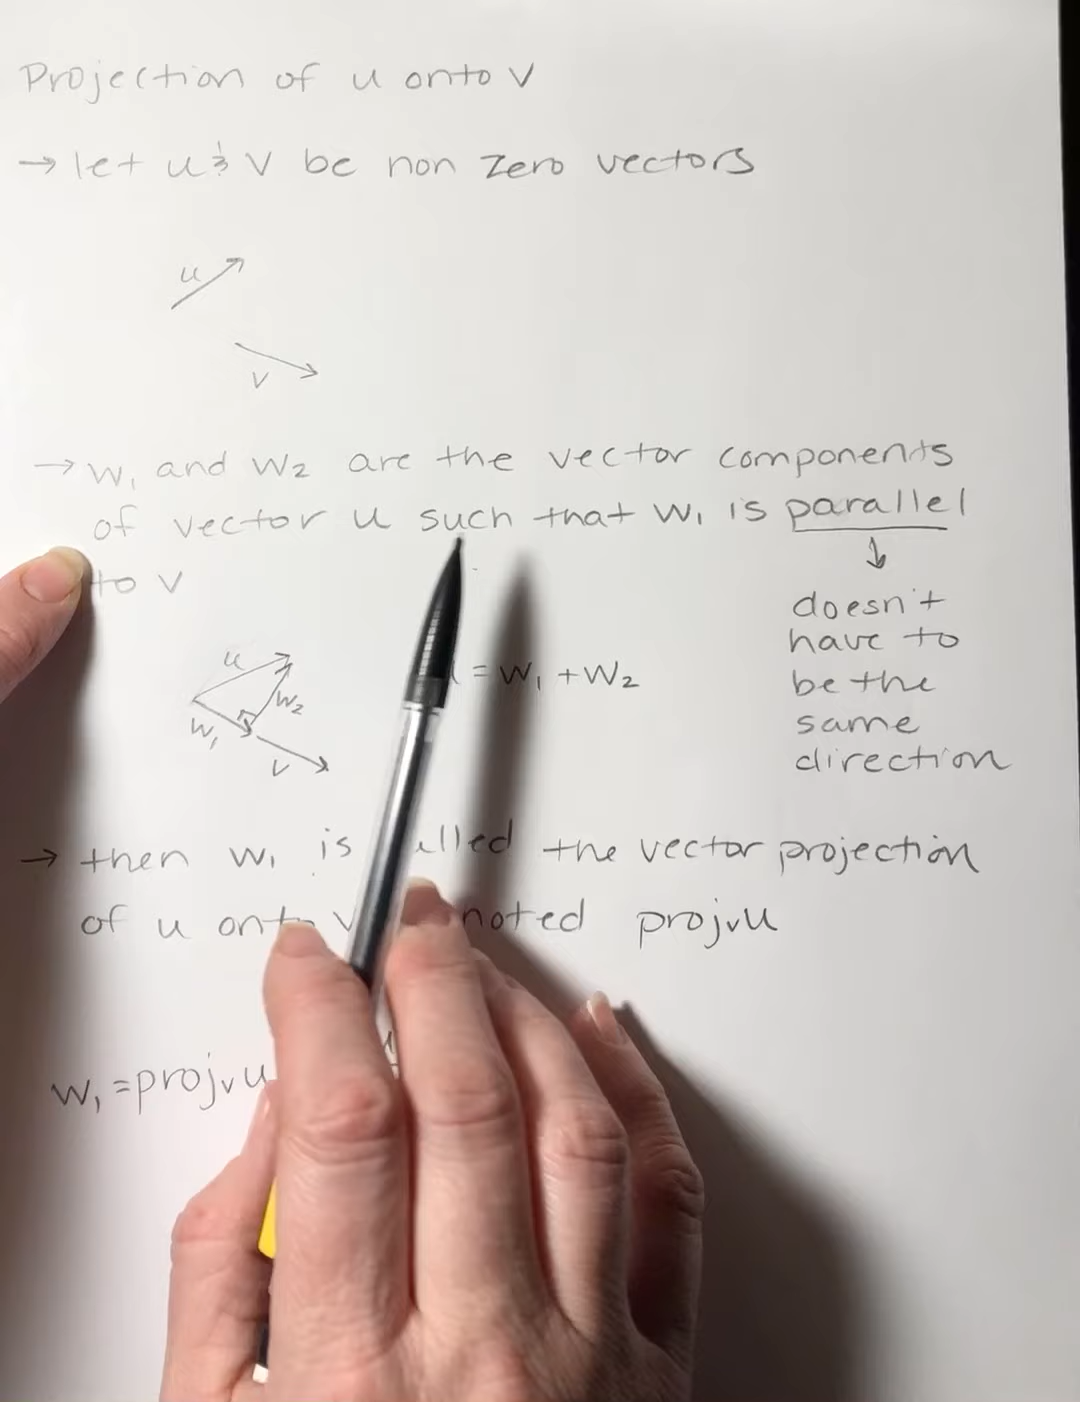 Projection of u onto v
→ let u & v be non zero vectors
u
v
→ w₁ and w₂ are the vector components
of vector u such that w₁ is parallel
to v
↓
doesn't
have to
be the
same
direction
u
w₂
w₁
v
= w₁ + w₂
→ then w₁ is the vector projection
of u onto v projᵥu
w₁ = projᵥu